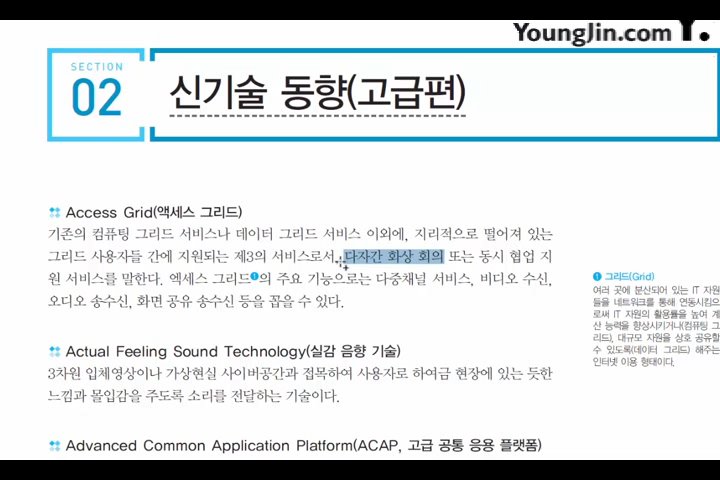 YoungJin.com Y.
SECTION
02
신기술 동향(고급편)
Access Grid(액세스 그리드)
기존의 컴퓨팅 그리드 서비스나 데이터 그리드 서비스 이외에, 지리적으로 떨어져 있는
그리드 사용자들 간에 지원되는 제3의 서비스로서, 다자간 화상 회의 또는 동시 협업 지
원 서비스를 말한다. 엑세스 그리드❶의 주요 기능으로는 다중채널 서비스, 비디오 수신,
오디오 송수신, 화면 공유 송수신 등을 꼽을 수 있다.
Actual Feeling Sound Technology(실감 음향 기술)
3차원 입체영상이나 가상현실 사이버공간과 접목하여 사용자로 하여금 현장에 있는 듯한
느낌과 몰입감을 주도록 소리를 전달하는 기술이다.
Advanced Common Application Platform(ACAP, 고급 공통 응용 플랫폼)
❶ 그리드(Grid)
여러 곳에 분산되어 있는 IT 자원
들을 네트워크를 통해 연동시킴으
로써 IT 자원의 활용률을 높여 계
산 능력을 향상시키거나(컴퓨팅 그
리드), 대규모 자원을 상호 공유할
수 있도록(데이터 그리드) 해주는
인터넷 이용 형태이다.